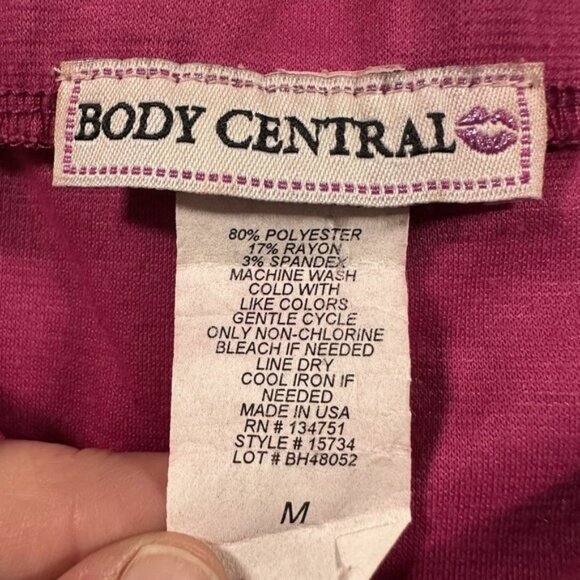 BODY CENTRAL
80% POLYESTER
17% RAYON
3% SPANDEX
MACHINE WASH
COLD WITH
LIKE COLORS
GENTLE CYCLE
ONLY NON-CHLORINE
BLEACH IF NEEDED
LINE DRY
COOL IRON IF
NEEDED
MADE IN USA
RN # 134751
STYLE # 15734
LOT # BH48052
M